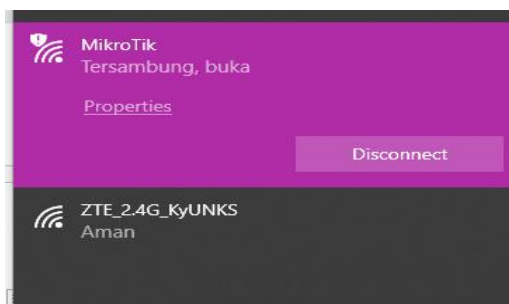 MikroTik
Tersambung, buka
Properties
Disconnect
ZTE_2.4G_KyUNKS
Aman